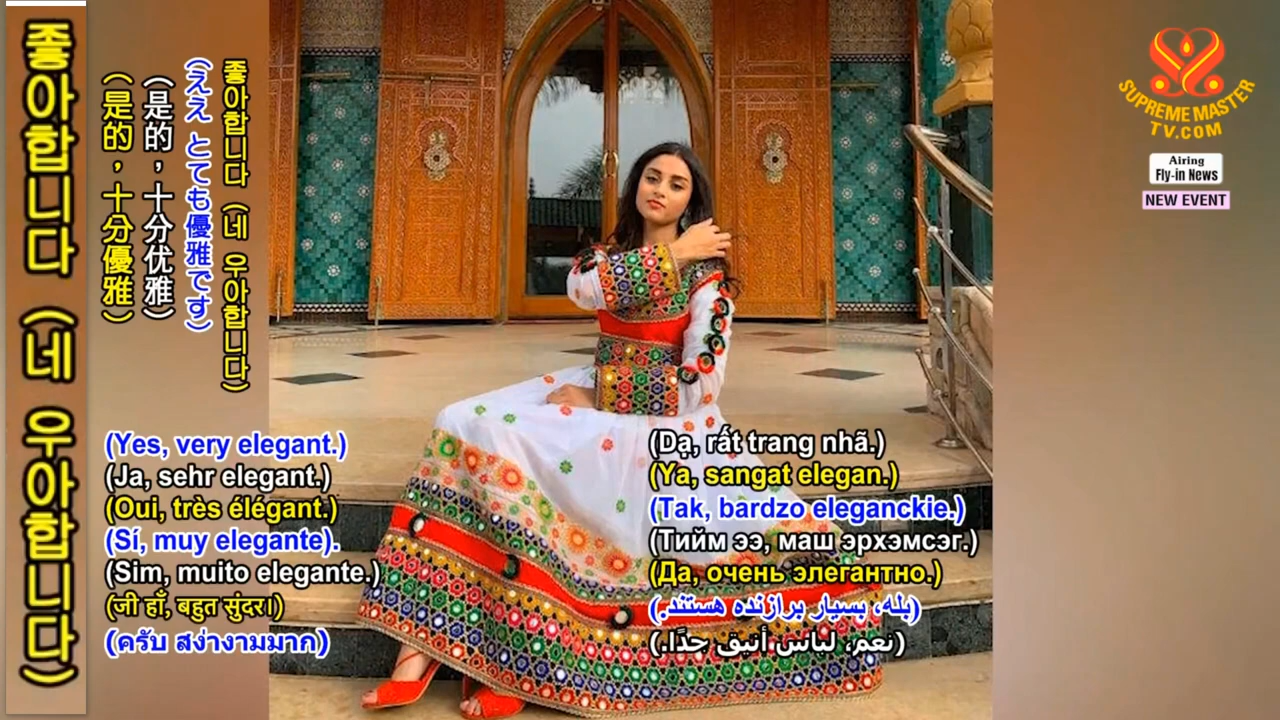 좋아합니다 (네 우아합니다)
(是的，十分優雅)
(是的，十分优雅)
(ええ とても優雅です)
좋아합니다 (네 우아합니다)
(Yes, very elegant.)
(Ja, sehr elegant.)
(Oui, très élégant.)
(Sí, muy elegante).
(Sim, muito elegante.)
(जी हाँ, बहुत सुंदर।)
(ครับ สง่างามมาก)
(Dạ, rất trang nhã.)
(Ya, sangat elegan.)
(Tak, bardzo eleganckie.)
(Тийм ээ, маш эрхэмсэг.)
(Да, очень элегантно.)
(بله، بسیار برازنده هستند.)
(نعم، لباس أنيق جدًا.)
SUPREME MASTER
TV.COM
Airing
Fly-in News
NEW EVENT